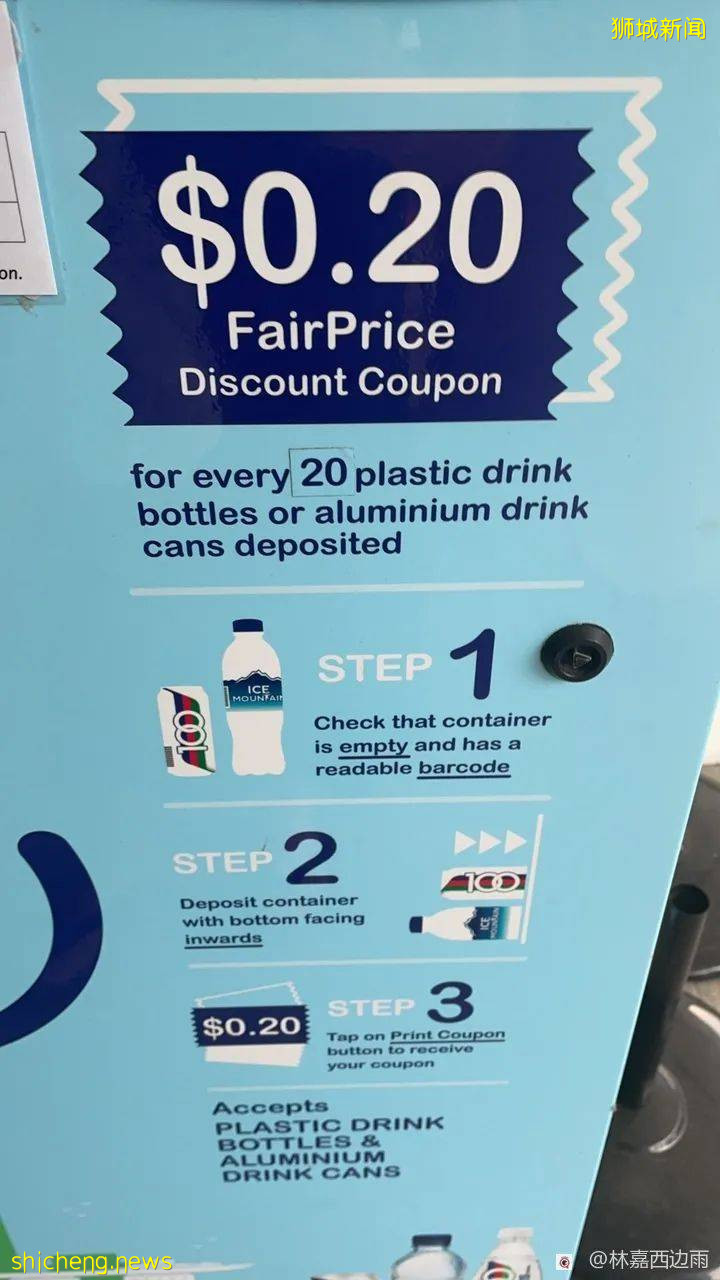 狮城新闻
on.
$0.20
FairPrice
Discount Coupon
for every 20 plastic drink
bottles or aluminium drink
cans deposited
STEP 1
100
ICE
MOUNTAIN
Check that container
is empty and has a
readable barcode
STEP 2
Deposit container
with bottom facing
inwards
100
ICE
MOUNTAIN
$0.20
STEP 3
Tap on Print Coupon
button to receive
your coupon
Accepts
PLASTIC DRINK
BOTTLES &
ALUMINIUM
DRINK CANS
shicheng.news
@林嘉西边雨